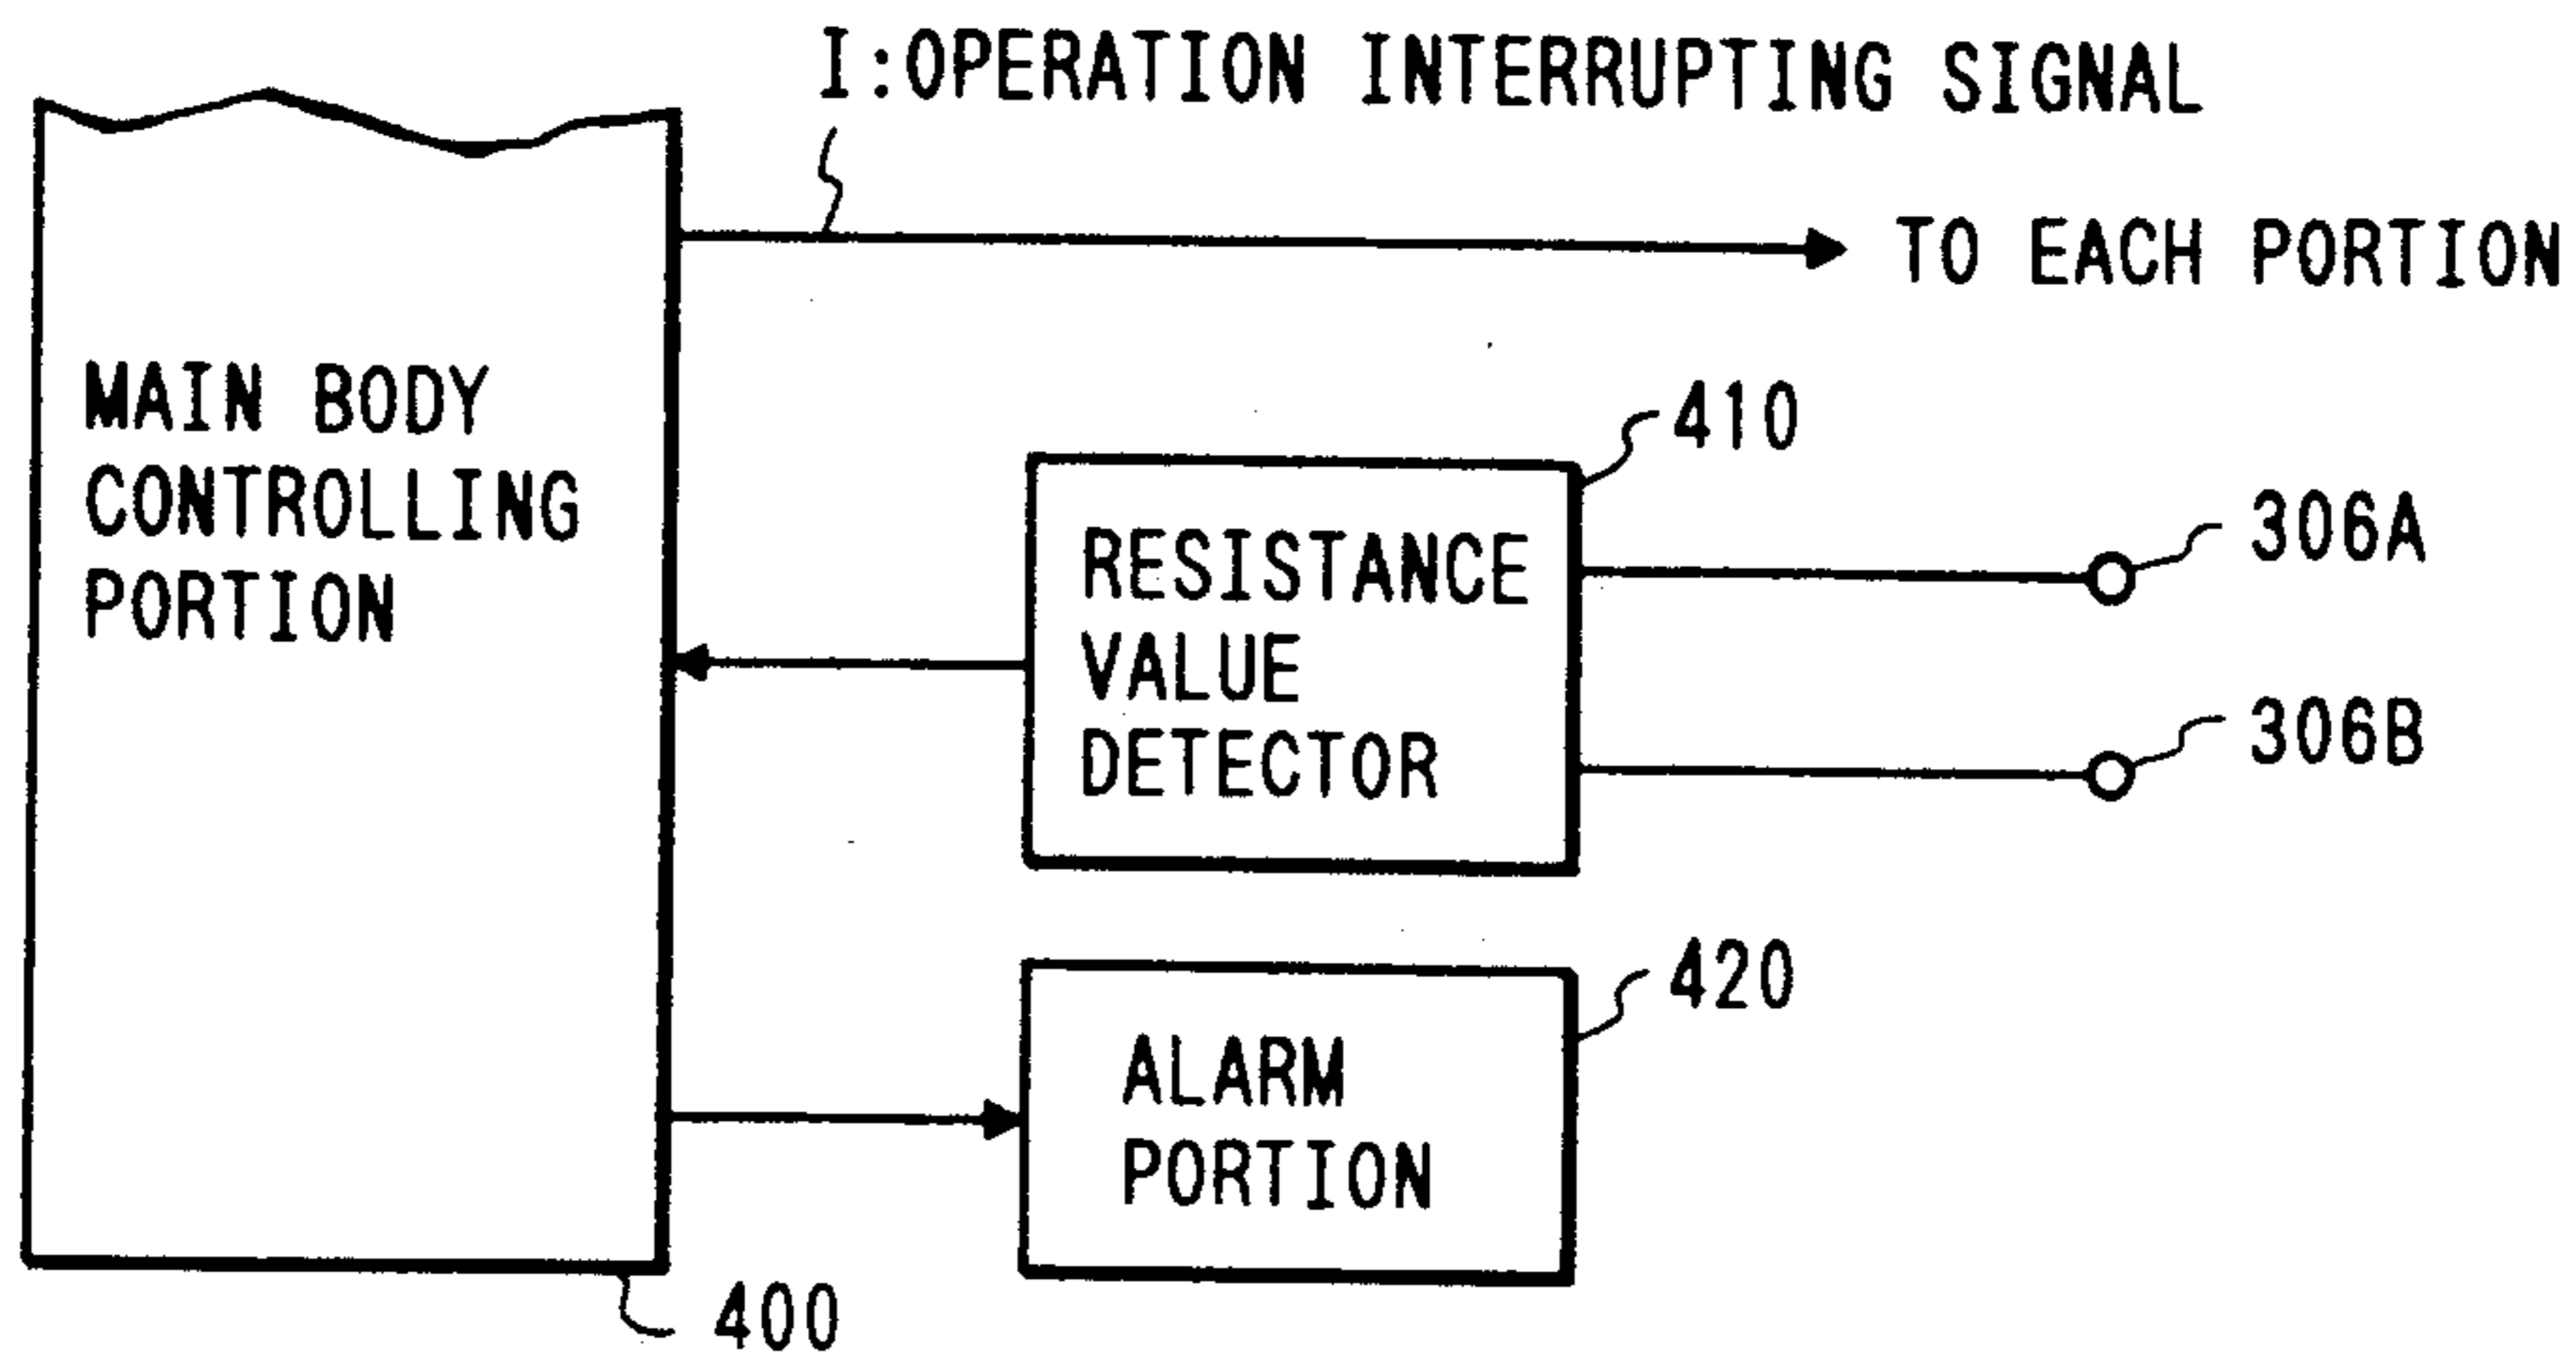 I:OPERATION INTERRUPTING SIGNAL
TO EACH PORTION
MAIN BODY
CONTROLLING
PORTION
410
RESISTANCE
VALUE
DETECTOR
306A
306B
420
ALARM
PORTION
400